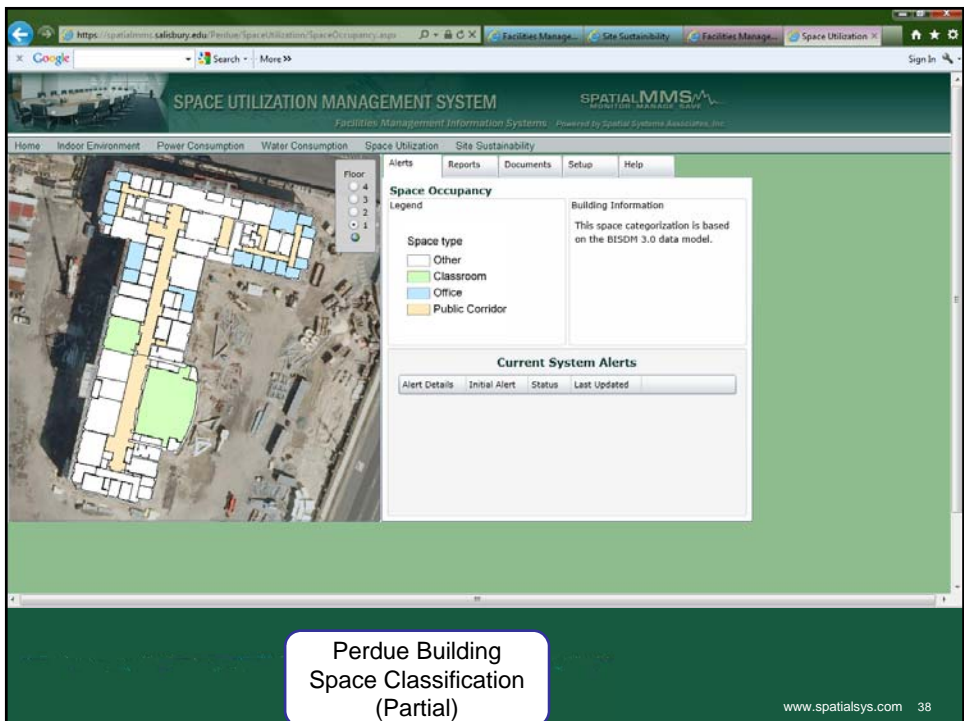 https://spatialmms.salisbury.edu/Perdue/SpaceUtilization/SpaceOccupancy.aspx
Facilities Manage...
Site Sustainibility
Facilities Manage...
Space Utilization
Google
Search
More »
Sign In
SPACE UTILIZATION MANAGEMENT SYSTEM
Facilities Management Information Systems
SPATIALMMS
MONITOR MANAGE SAVE
Powered by Spatial Systems Associates, Inc.
Home Indoor Environment Power Consumption Water Consumption Space Utilization Site Sustainability
Floor
4
3
2
1
Alerts Reports Documents Setup Help
Space Occupancy
Legend
Space type
Other
Classroom
Office
Public Corridor
Building Information
This space categorization is based
on the BISDM 3.0 data model.
Current System Alerts
Alert Details Initial Alert Status Last Updated
Perdue Building
Space Classification
(Partial)
www.spatialsys.com 38